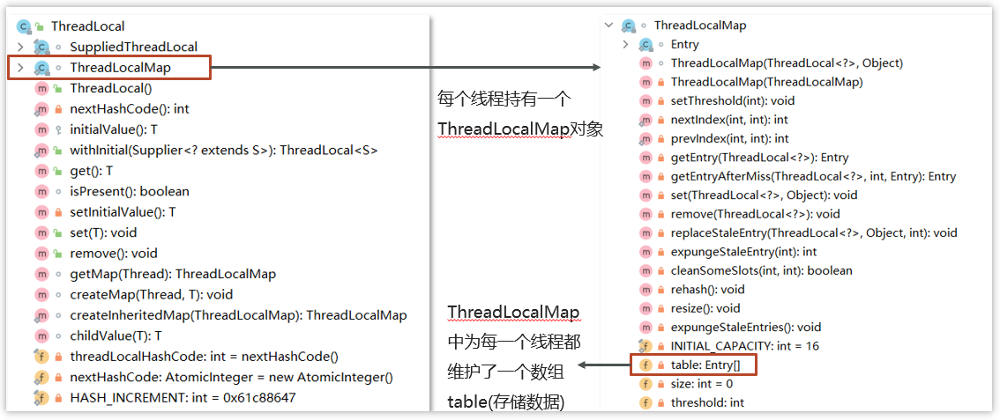 ThreadLocal
SuppliedThreadLocal
ThreadLocalMap
ThreadLocal()
nextHashCode(): int
initialValue(): T
withInitial(Supplier<? extends S>): ThreadLocal<S>
get(): T
isPresent(): boolean
setInitialValue(): T
set(T): void
remove(): void
getMap(Thread): ThreadLocalMap
createMap(Thread, T): void
createInheritedMap(ThreadLocalMap): ThreadLocalMap
childValue(T): T
threadLocalHashCode: int = nextHashCode()
nextHashCode: AtomicInteger = new AtomicInteger()
HASH_INCREMENT: int = 0x61c88647
每个线程持有一个
ThreadLocalMap对象
ThreadLocalMap
中为每一个线程都
维护了一个数组
table(存储数据)
ThreadLocalMap
Entry
ThreadLocalMap(ThreadLocal<?>, Object)
ThreadLocalMap(ThreadLocalMap)
setThreshold(int): void
nextIndex(int, int): int
prevIndex(int, int): int
getEntry(ThreadLocal<?>): Entry
getEntryAfterMiss(ThreadLocal<?>, int, Entry): Entry
set(ThreadLocal<?>, Object): void
remove(ThreadLocal<?>): void
replaceStaleEntry(ThreadLocal<?>, Object, int): void
expungeStaleEntry(int): int
cleanSomeSlots(int, int): boolean
rehash(): void
resize(): void
expungeStaleEntries(): void
INITIAL_CAPACITY: int = 16
table: Entry[]
size: int = 0
threshold: int